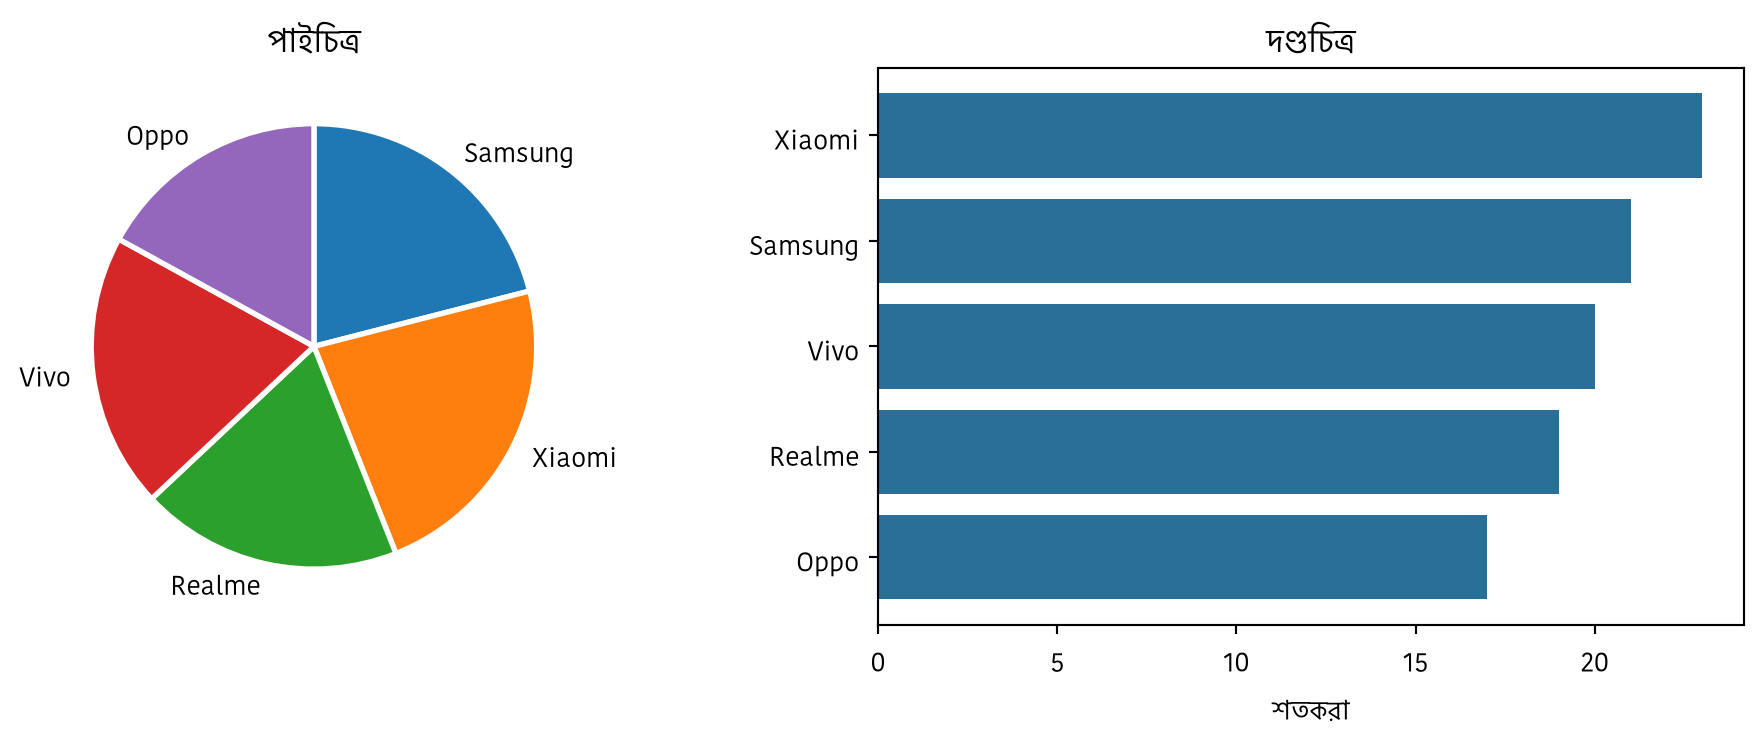 পাইচিত্র
Oppo
Samsung
Vivo
Xiaomi
Realme
দণ্ডচিত্র
Xiaomi
Samsung
Vivo
Realme
Oppo
0 5 10 15 20
শতকরা